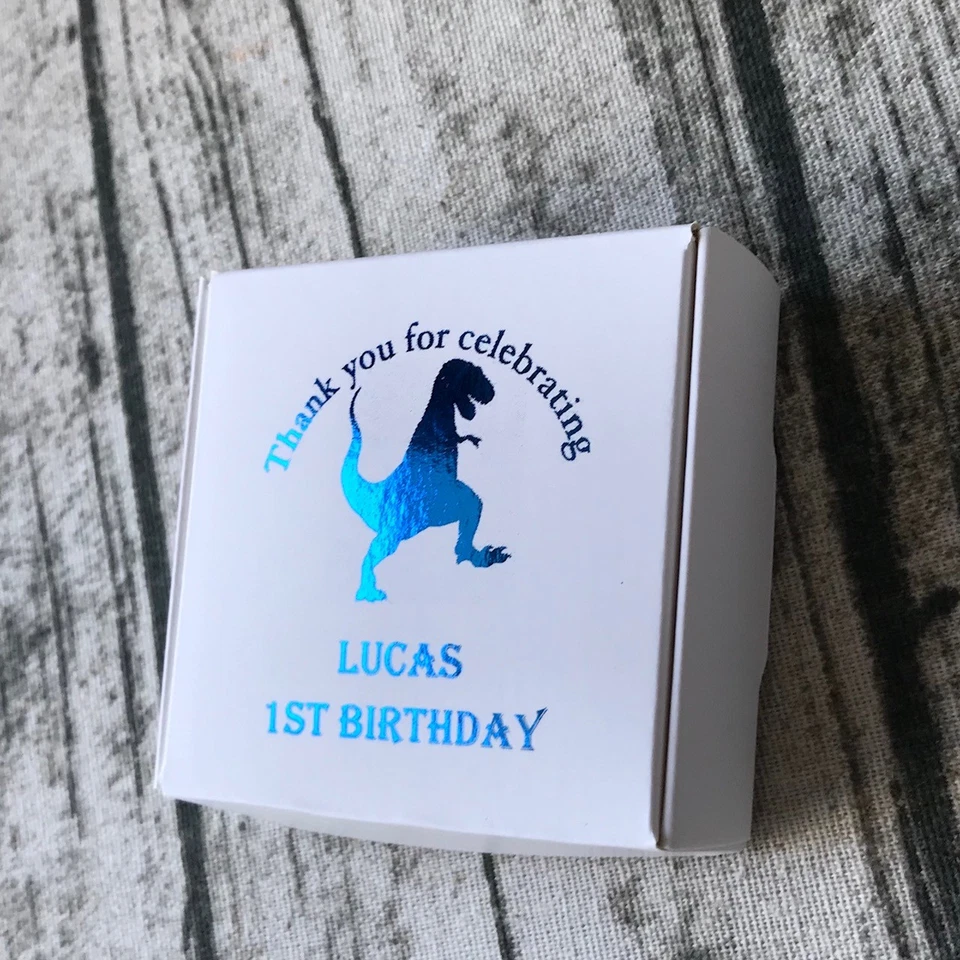 Thank you for celebrating
LUCAS
1ST BIRTHDAY